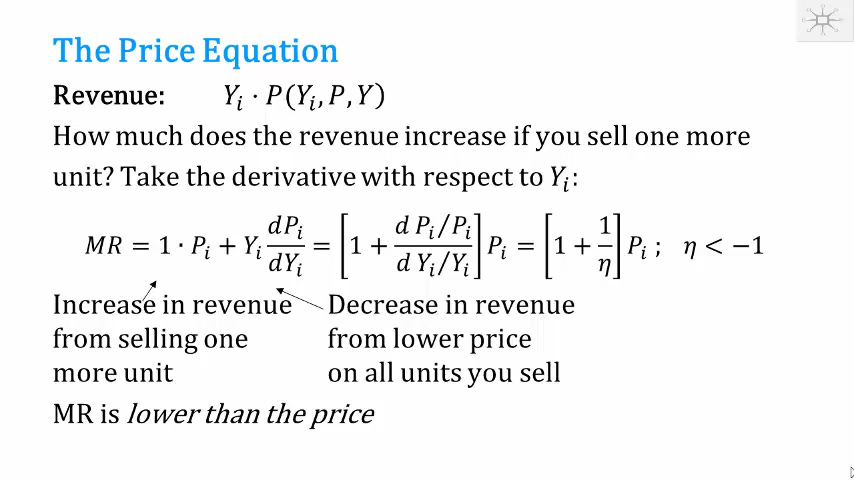 The Price Equation
Revenue: Y_i · P(Y_i, P, Y)
How much does the revenue increase if you sell one more
unit? Take the derivative with respect to Y_i:
MR = 1 · P_i + Y_i dP_i/dY_i = [1 + (d P_i/P_i)/(d Y_i/Y_i)] P_i = [1 + 1/η] P_i ; η < −1
Increase in revenue
from selling one
more unit
Decrease in revenue
from lower price
on all units you sell
MR is lower than the price